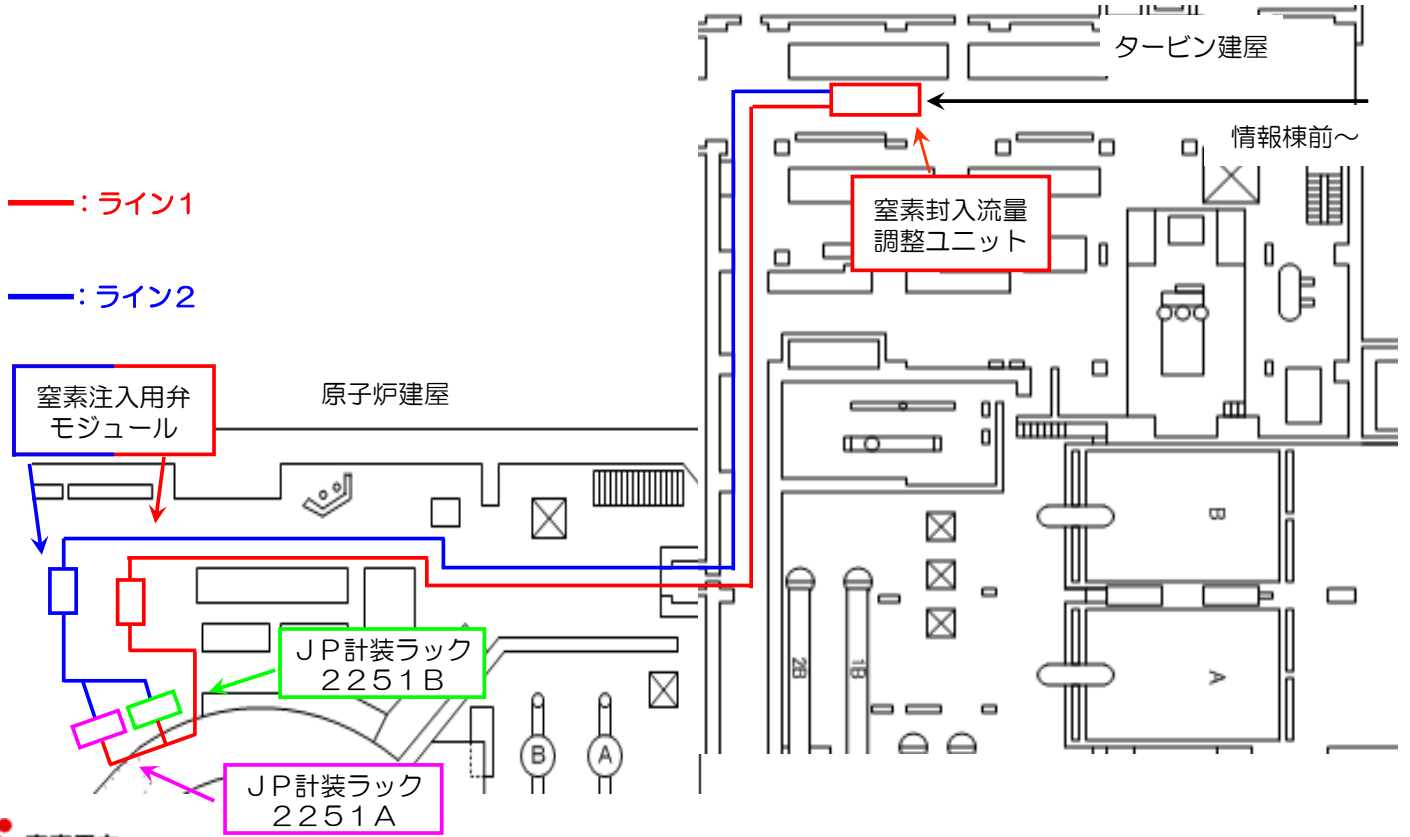 タービン建屋
情報棟前～
：ライン１
窒素封入流量
調整ユニット
：ライン２
窒素注入用弁
モジュール
原子炉建屋
ＪＰ計装ラック
２２５１Ｂ
ＪＰ計装ラック
２２５１Ａ
B
A
2B
1B
B
A